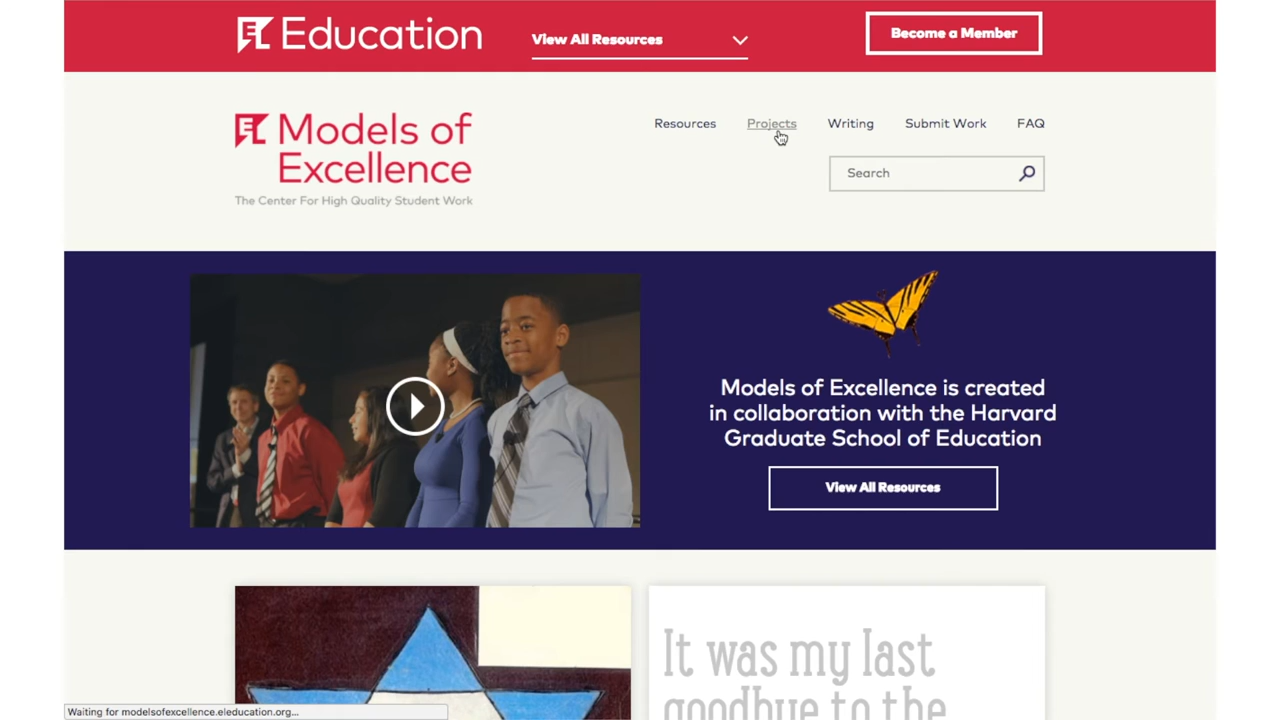 EL Education
View All Resources
Become a Member
EL Models of
Excellence
The Center For High Quality Student Work
Resources
Projects
Writing
Submit Work
FAQ
Search
Models of Excellence is created
in collaboration with the Harvard
Graduate School of Education
View All Resources
It was my last
goodbye to the
Waiting for modelsofexcellence.eleducation.org...